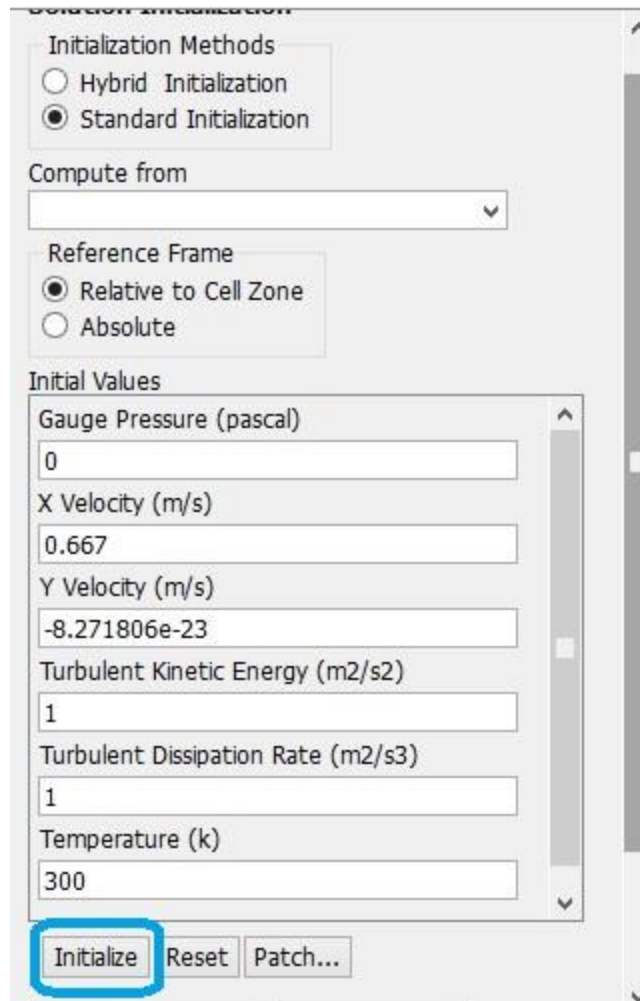 Solution Initialization
Initialization Methods
Hybrid Initialization
Standard Initialization
Compute from
Reference Frame
Relative to Cell Zone
Absolute
Initial Values
Gauge Pressure (pascal)
0
X Velocity (m/s)
0.667
Y Velocity (m/s)
-8.271806e-23
Turbulent Kinetic Energy (m2/s2)
1
Turbulent Dissipation Rate (m2/s3)
1
Temperature (k)
300
Initialize Reset Patch...